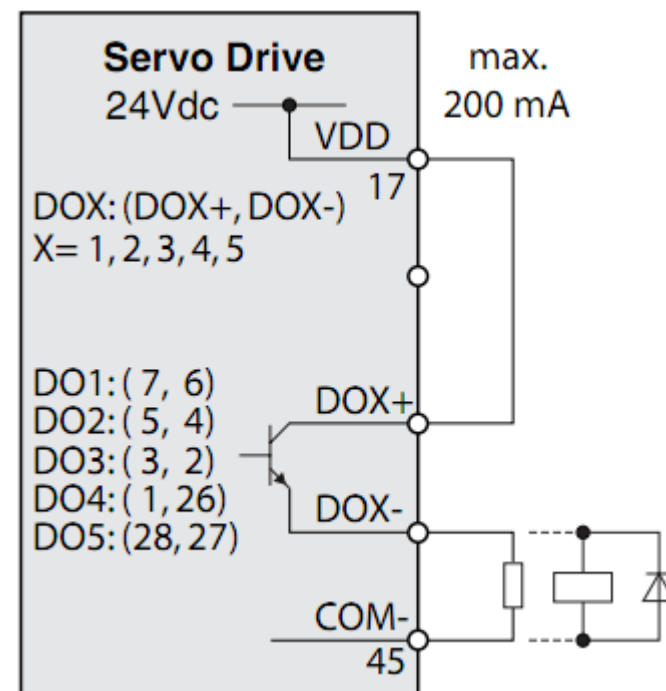 Servo Drive
24Vdc
max.
200 mA
VDD
17
DOX: (DOX+, DOX-)
X= 1, 2, 3, 4, 5
DO1: ( 7, 6)
DO2: ( 5, 4)
DO3: ( 3, 2)
DO4: ( 1, 26)
DO5: (28, 27)
DOX+
DOX-
COM-
45